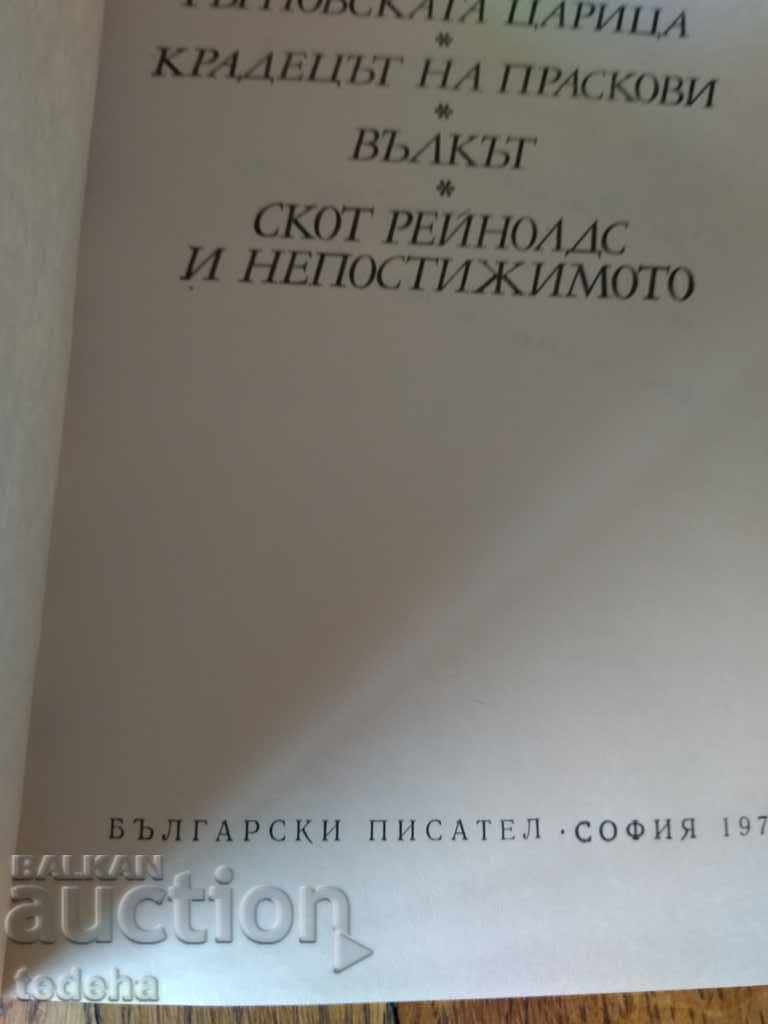 ТЪРНОВСКАТА ЦАРИЦА
*
КРАДЕЦЪТ НА ПРАСКОВИ
*
ВЪЛКЪТ
*
СКОТ РЕЙНОЛДС
И НЕПОСТИЖИМОТО
БЪЛГАРСКИ ПИСАТЕЛ · СОФИЯ 197
BALKAN
auction
tedeha